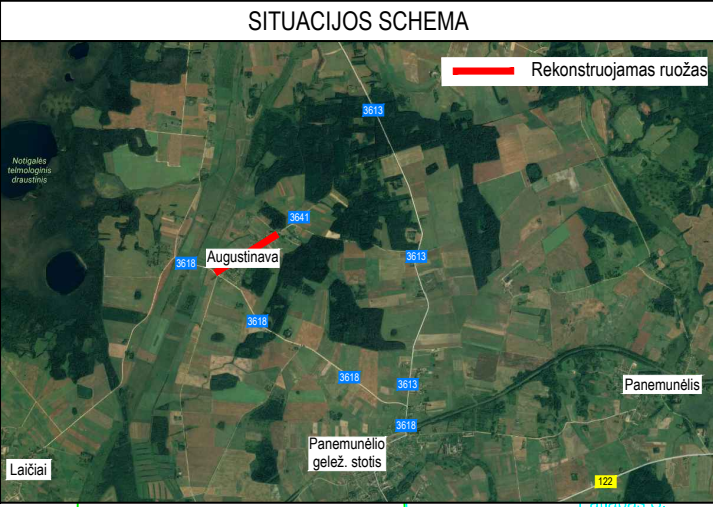 SITUACIJOS SCHEMA
Rekonstruojamas ruožas
3613
Notigalės
telmologinis
draustinis
3641
Augustinava
3618
3613
3618
3618
3613
Panemunėlis
3618
Panemunėlio
gelež. stotis
Laičiai
122